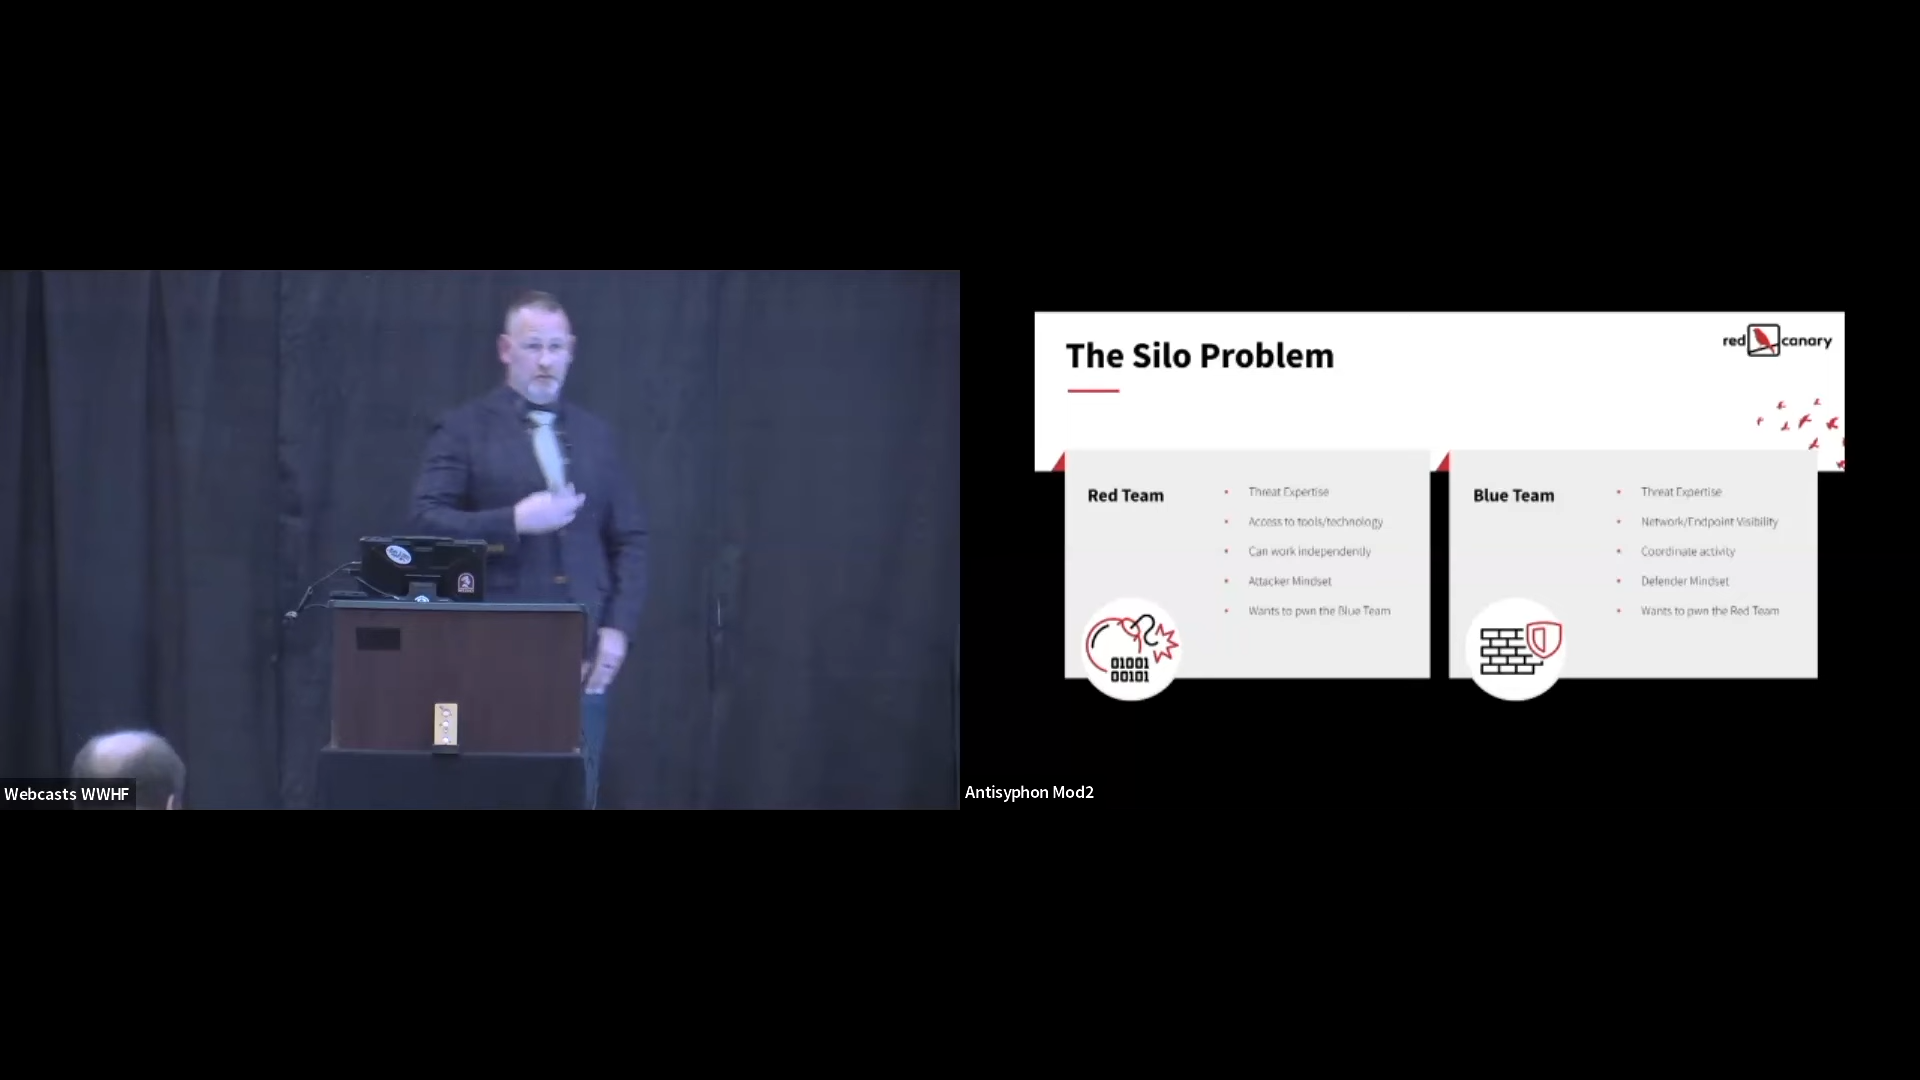 The Silo Problem
red canary
Red Team
Threat Expertise
Access to tools/technology
Can work independently
Attacker Mindset
Wants to pwn the Blue Team
01001
00101
Blue Team
Threat Expertise
Network/Endpoint Visibility
Coordinate activity
Defender Mindset
Wants to pwn the Red Team
Webcasts WWHF
Antisyphon Mod2